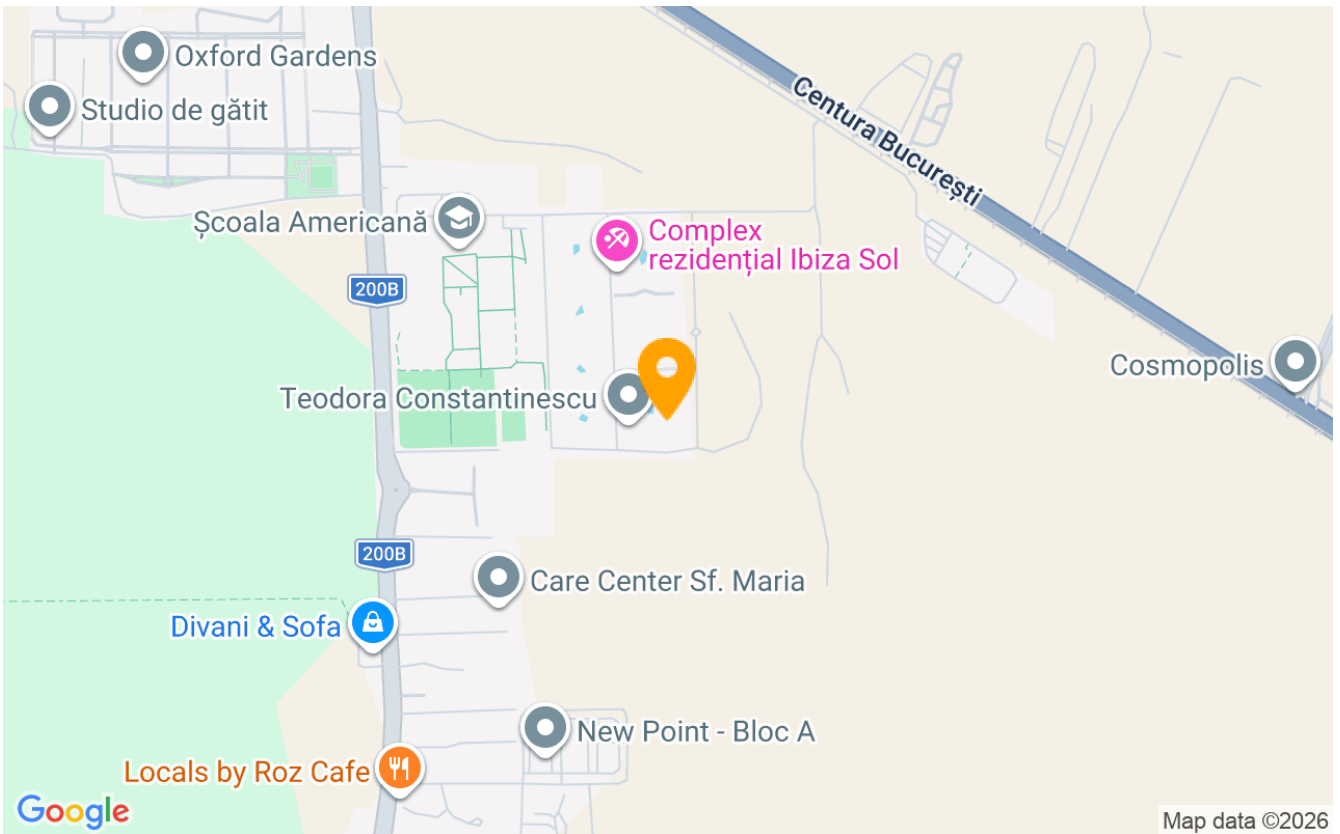 Oxford Gardens
Studio de gătit
Centura București
Școala Americană
Complex
rezidențial Ibiza Sol
200B
Cosmopolis
Teodora Constantinescu
200B
Care Center Sf. Maria
Divani & Sofa
New Point - Bloc A
Locals by Roz Cafe
Google
Map data ©2026